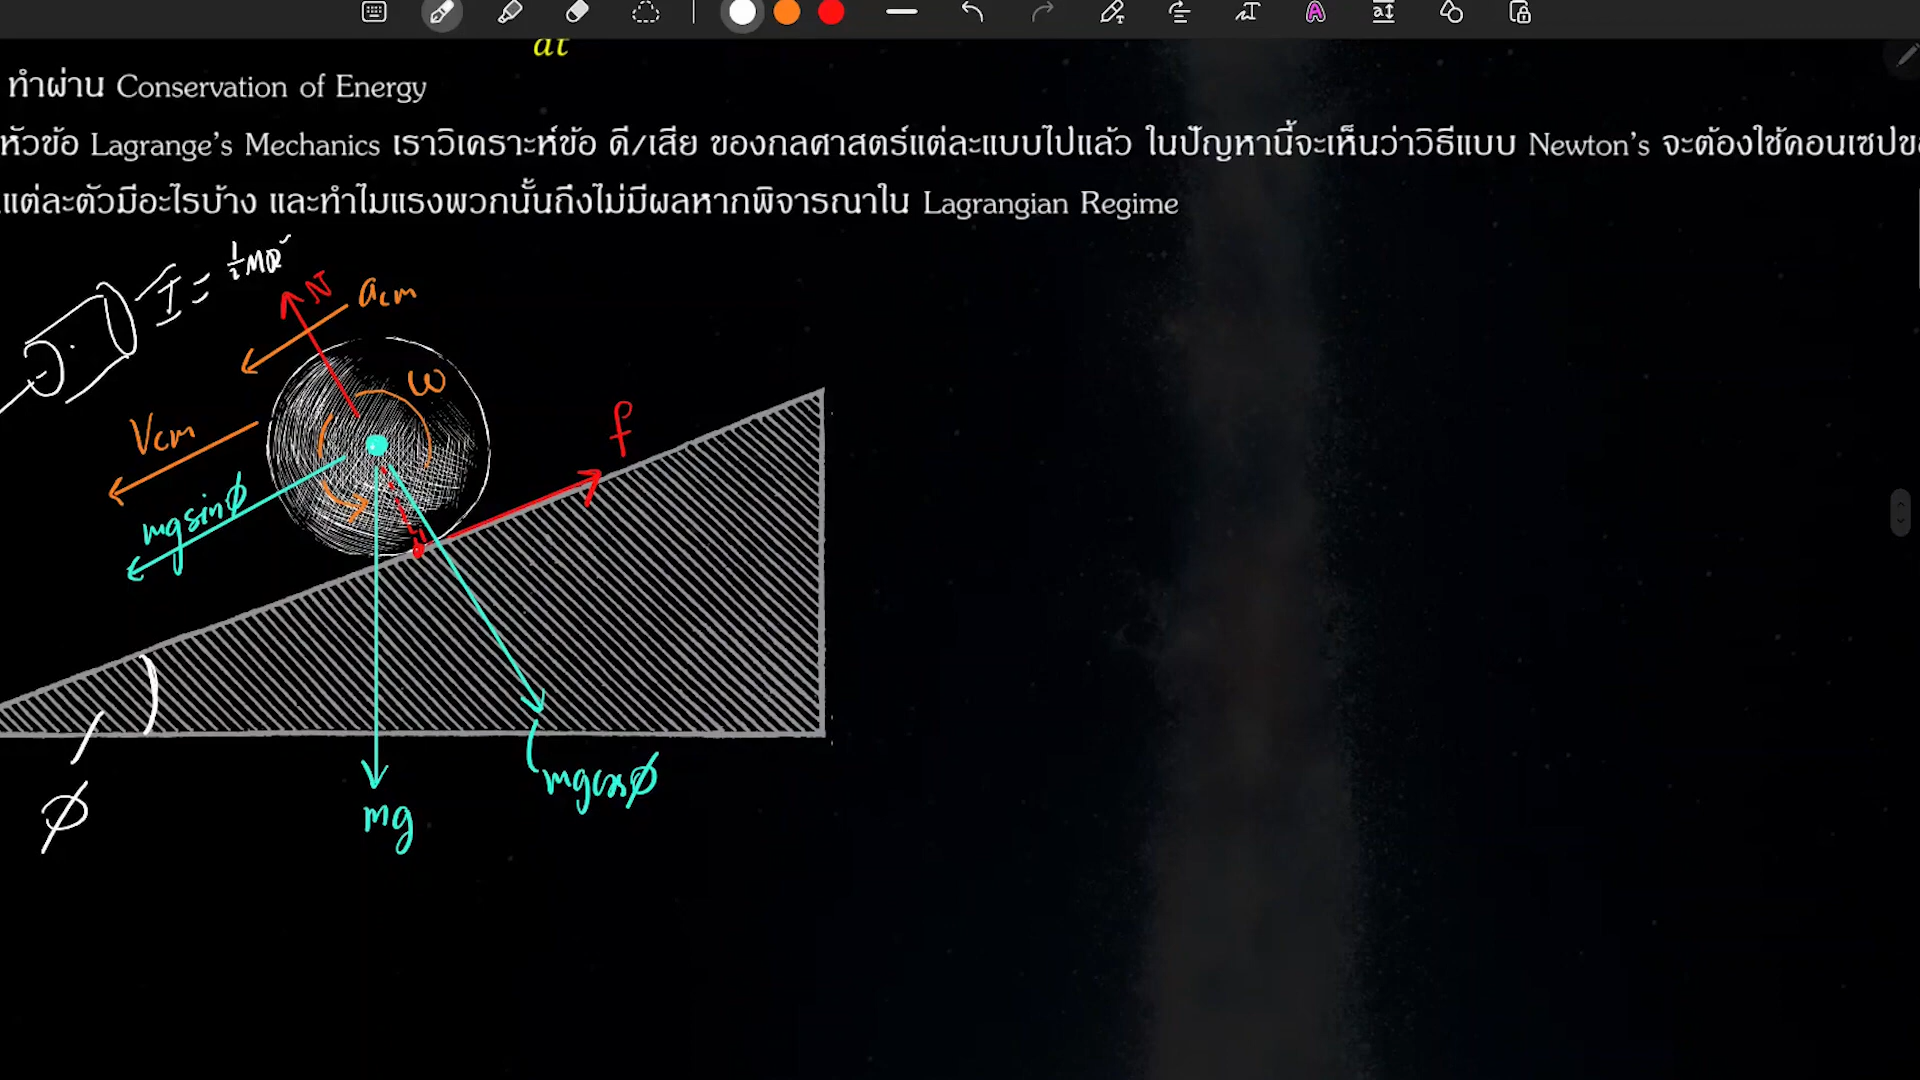 dt
ทำผ่าน Conservation of Energy
หัวข้อ Lagrange's Mechanics เราวิเคราะห์ข้อ ดี/เสีย ของกลศาสตร์แต่ละแบบไปแล้ว ในปัญหานี้จะเห็นว่าวิธีแบบ Newton's จะต้องใช้คอนเซป
แต่ละตัวมีอะไรบ้าง และทำไมแรงพวกนั้นถึงไม่มีผลหากพิจารณาใน Lagrangian Regime
I = ½MR²
N
a_cm
ω
V_cm
f
mgsinφ
mgcosφ
φ
mg